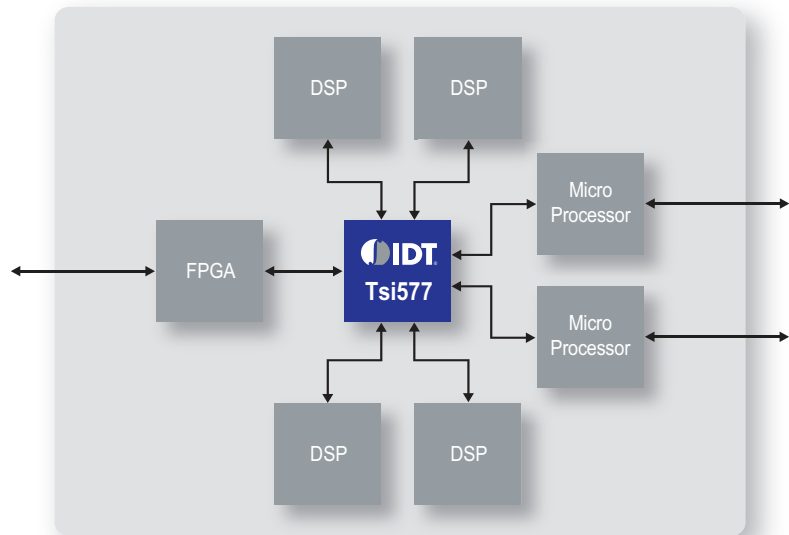 DSP
DSP
Micro
Processor
FPGA
IDT®
Tsi577
Micro
Processor
DSP
DSP